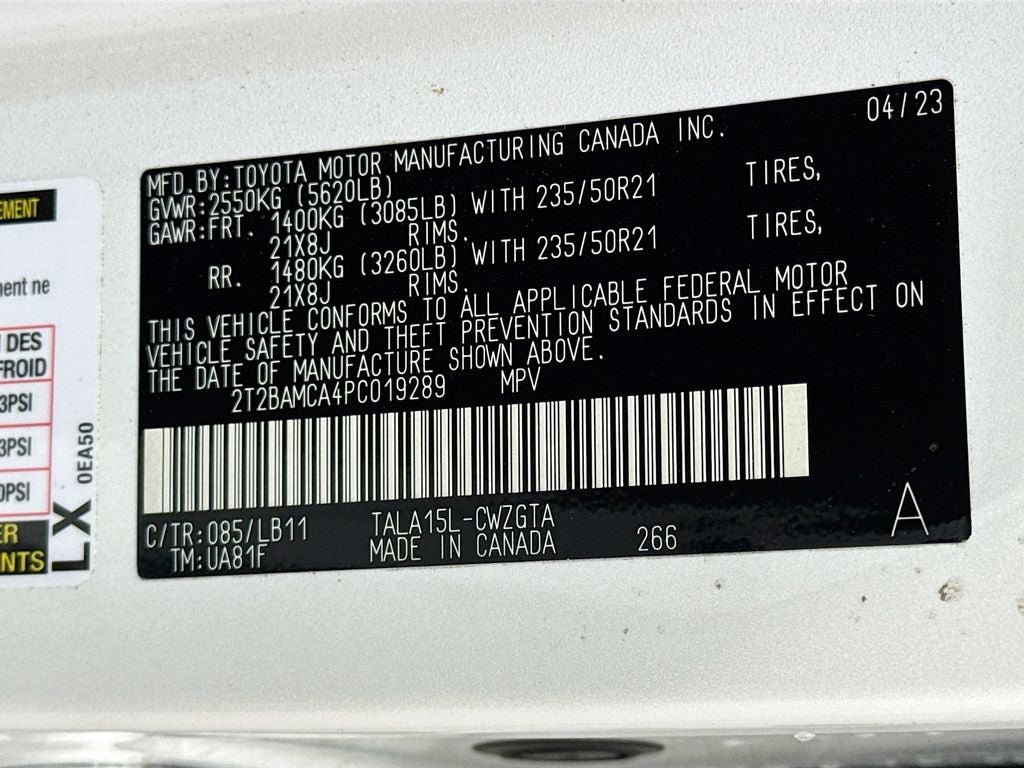 04/23
MFD.BY:TOYOTA MOTOR MANUFACTURING CANADA INC.
GVWR:2550KG (5620LB)
GAWR:FRT. 1400KG (3085LB) WITH 235/50R21 TIRES,
21X8J RIMS.
RR. 1480KG (3260LB) WITH 235/50R21 TIRES,
21X8J RIMS.
THIS VEHICLE CONFORMS TO ALL APPLICABLE FEDERAL MOTOR
VEHICLE SAFETY AND THEFT PREVENTION STANDARDS IN EFFECT ON
THE DATE OF MANUFACTURE SHOWN ABOVE.
2T2BAMCA4PC019289 MPV
C/TR:085/LB11 TALA15L-CWZGTA
TM:UA81F MADE IN CANADA 266 A
EMENT
ment ne
DES
FROID
3PSI
3PSI
0PSI
ER
NTS
LX 0EA50